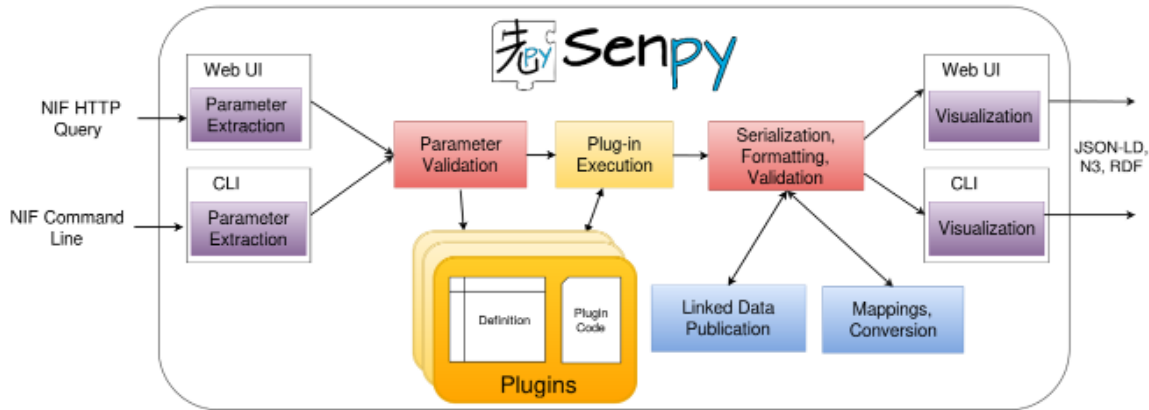 先
PY
Senpy
Web UI
Parameter
Extraction
NIF HTTP
Query
CLI
Parameter
Extraction
NIF Command
Line
Parameter
Validation
Plug-in
Execution
Serialization,
Formatting,
Validation
Web UI
Visualization
CLI
Visualization
JSON-LD,
N3, RDF
Definition
Plugin
Code
Plugins
Linked Data
Publication
Mappings,
Conversion